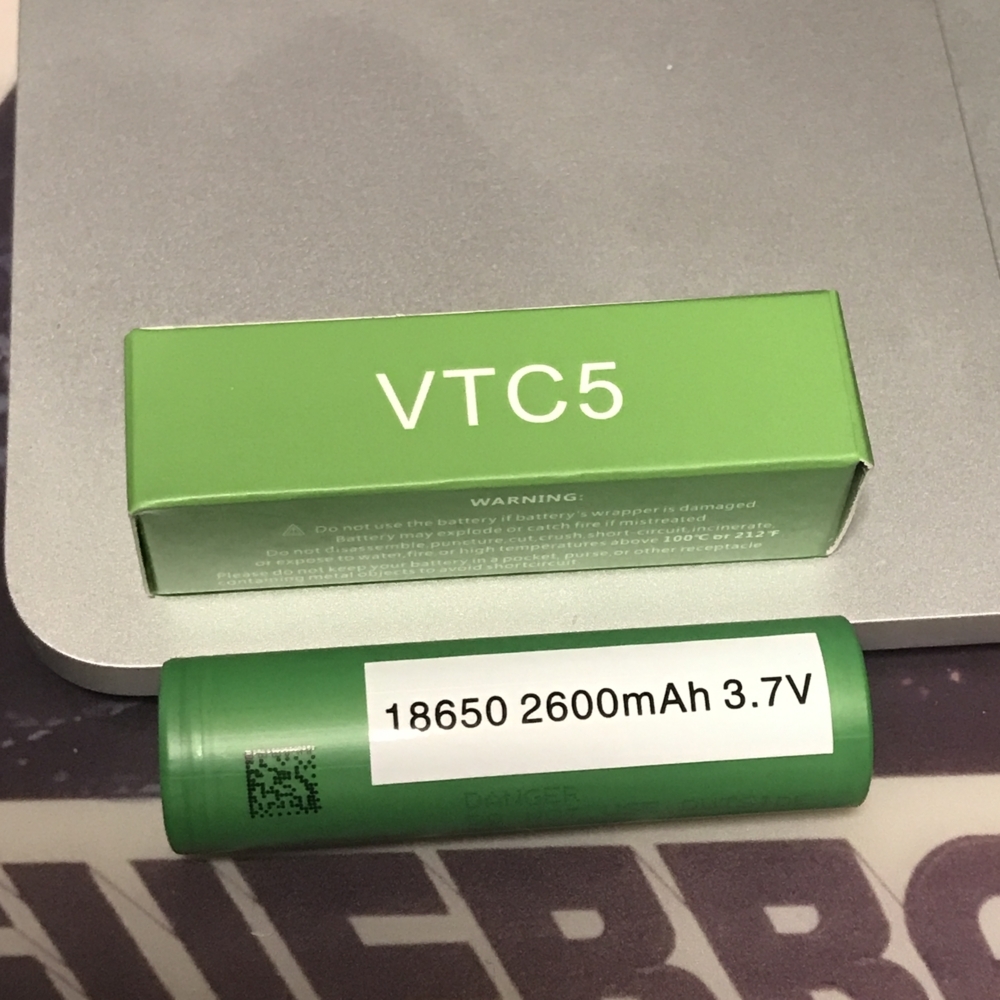 VTC5
WARNING:
Do not use the battery if battery's wrapper is damaged
Battery may explode or catch fire if mistreated
Do not disassemble, puncture,cut,crush,short-circuit,incinerate,
or expose to water,fire,or high temperatures above 100℃ or 212℉
Please do not keep your battery in a pocket, purse, or other receptacle
containing metal objects to avoid shortcircuit
18650 2600mAh 3.7V
DANGER